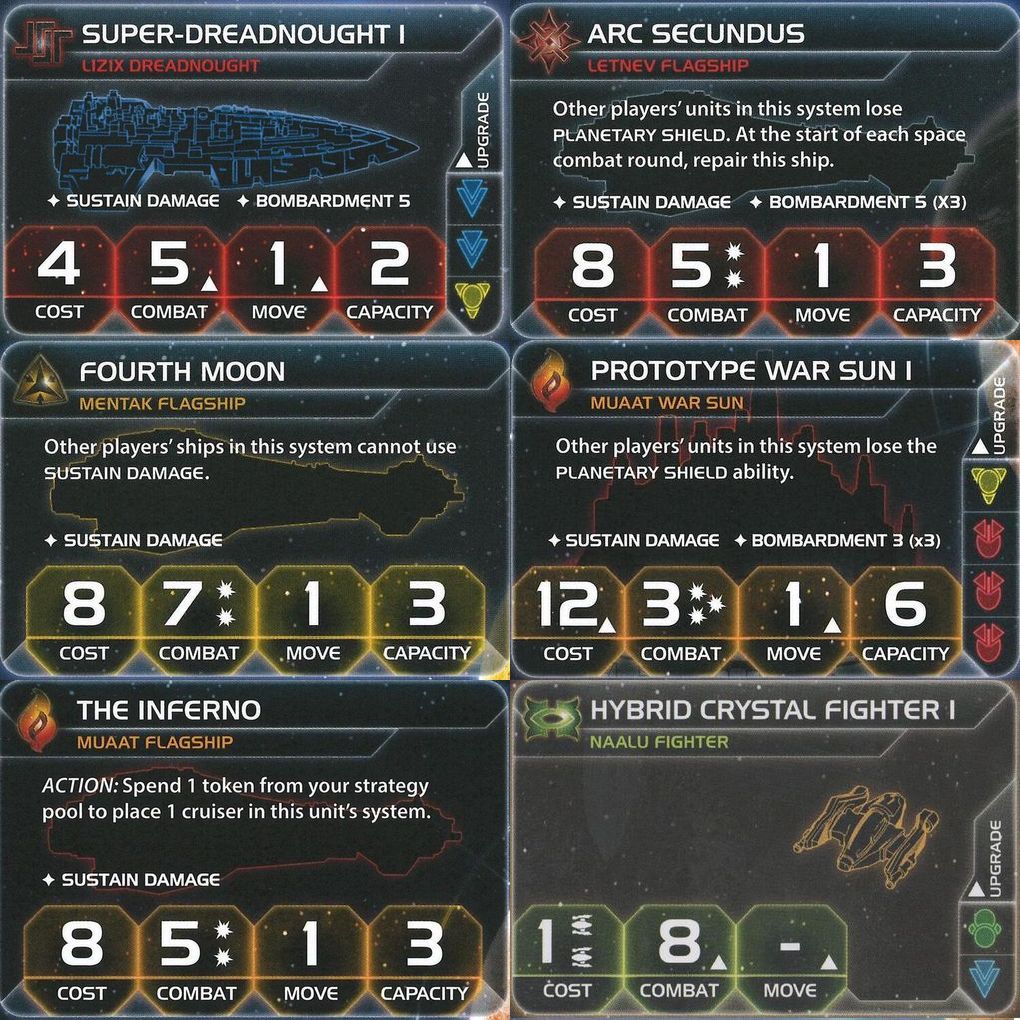 SUPER-DREADNOUGHT I
L1Z1X DREADNOUGHT
UPGRADE
✦ SUSTAIN DAMAGE ✦ BOMBARDMENT 5
4 5 1 2
COST COMBAT MOVE CAPACITY
ARC SECUNDUS
LETNEV FLAGSHIP
Other players' units in this system lose
PLANETARY SHIELD. At the start of each space
combat round, repair this ship.
✦ SUSTAIN DAMAGE ✦ BOMBARDMENT 5 (X3)
8 5 1 3
COST COMBAT MOVE CAPACITY
FOURTH MOON
MENTAK FLAGSHIP
Other players' ships in this system cannot use
SUSTAIN DAMAGE.
✦ SUSTAIN DAMAGE
8 7 1 3
COST COMBAT MOVE CAPACITY
PROTOTYPE WAR SUN I
MUAAT WAR SUN
UPGRADE
Other players' units in this system lose the
PLANETARY SHIELD ability.
✦ SUSTAIN DAMAGE ✦ BOMBARDMENT 3 (x3)
12 3 1 6
COST COMBAT MOVE CAPACITY
THE INFERNO
MUAAT FLAGSHIP
ACTION: Spend 1 token from your strategy
pool to place 1 cruiser in this unit's system.
✦ SUSTAIN DAMAGE
8 5 1 3
COST COMBAT MOVE CAPACITY
HYBRID CRYSTAL FIGHTER I
NAALU FIGHTER
UPGRADE
1 8 -
COST COMBAT MOVE